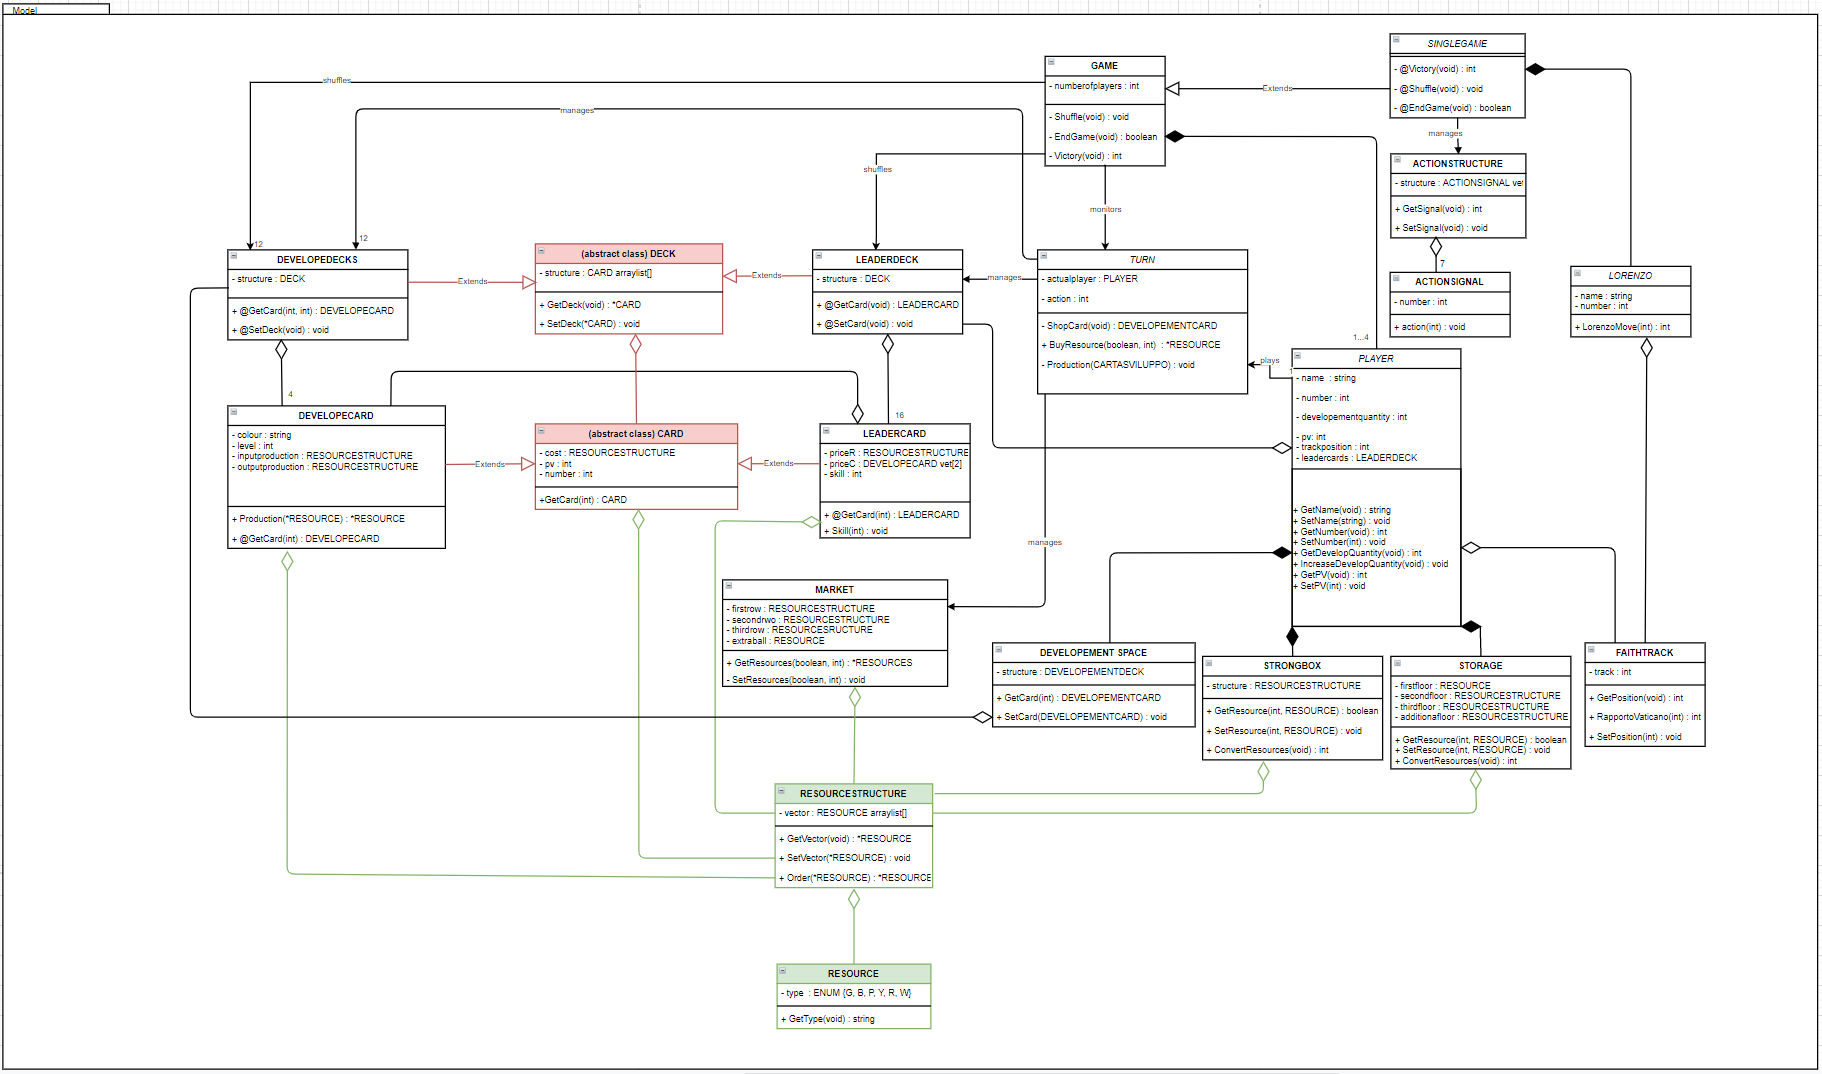 Model
SINGLEGAME
- @Victory(void) : int
- @Shuffle(void) : void
- @EndGame(void) : boolean
GAME
- numberofplayers : int
- Shuffle(void) : void
- EndGame(void) : boolean
- Victory(void) : int
Extends
shuffles
manages
shuffles
monitors
manages
ACTIONSTRUCTURE
- structure : ACTIONSIGNAL vet
+ GetSignal(void) : int
+ SetSignal(void) : void
7
ACTIONSIGNAL
- number : int
+ action(int) : void
LORENZO
- name : string
- number : int
+ LorenzoMove(int) : int
12
12
DEVELOPEDECKS
- structure : DECK
+ @GetCard(int, int) : DEVELOPECARD
+ @SetDeck(void) : void
Extends
(abstract class) DECK
- structure : CARD arraylist[]
+ GetDeck(void) : *CARD
+ SetDeck(*CARD) : void
Extends
LEADERDECK
- structure : DECK
+ @GetCard(void) : LEADERCARD
+ @SetCard(void) : void
manages
TURN
- actualplayer : PLAYER
- action : int
- ShopCard(void) : DEVELOPEMENTCARD
+ BuyResource(boolean, int) : *RESOURCE
- Production(CARTASVILUPPO) : void
plays
1
1...4
PLAYER
- name : string
- number : int
- developementquantity : int
- pv: int
- trackposition : int
- leadercards : LEADERDECK
+ GetName(void) : string
+ SetName(string) : void
+ GetNumber(void) : int
+ SetNumber(int) : void
+ GetDevelopQuantity(void) : int
+ IncreaseDevelopQuantity(void) : void
+ GetPV(void) : int
+ SetPV(int) : void
4
DEVELOPECARD
- colour : string
- level : int
- inputproduction : RESOURCESTRUCTURE
- outputproduction : RESOURCESTRUCTURE
+ Production(*RESOURCE) : *RESOURCE
+ @GetCard(int) : DEVELOPECARD
Extends
(abstract class) CARD
- cost : RESOURCESTRUCTURE
- pv : int
- number : int
+GetCard(int) : CARD
Extends
16
LEADERCARD
- priceR : RESOURCESTRUCTURE
- priceC : DEVELOPECARD vet[2]
- skill : int
+ @GetCard(int) : LEADERCARD
+ Skill(int) : void
manages
MARKET
- firstrow : RESOURCESTRUCTURE
- secondrwo : RESOURCESTRUCTURE
- thirdrow : RESOURCESRUCTURE
- extraball : RESOURCE
+ GetResources(boolean, int) : *RESOURCES
- SetResources(boolean, int) : void
DEVELOPEMENT SPACE
- structure : DEVELOPEMENTDECK
+ GetCard(int) : DEVELOPEMENTCARD
+ SetCard(DEVELOPEMENTCARD) : void
STRONGBOX
- structure : RESOURCESTRUCTURE
+ GetResource(int, RESOURCE) : boolean
+ SetResource(int, RESOURCE) : void
+ ConvertResources(void) : int
STORAGE
- firstfloor : RESOURCE
- secondfloor : RESOURCESTRUCTURE
- thirdfloor : RESOURCESTRUCTURE
- additionafloor : RESOURCESTRUCTURE
+ GetResource(int, RESOURCE) : boolean
+ SetResource(int, RESOURCE) : void
+ ConvertResources(void) : int
FAITHTRACK
- track : int
+ GetPosition(void) : int
+ RapportoVaticano(int) : int
+ SetPosition(int) : void
RESOURCESTRUCTURE
- vector : RESOURCE arraylist[]
+ GetVector(void) : *RESOURCE
+ SetVector(*RESOURCE) : void
+ Order(*RESOURCE) : *RESOURCE
RESOURCE
- type : ENUM {G, B, P, Y, R, W}
+ GetType(void) : string